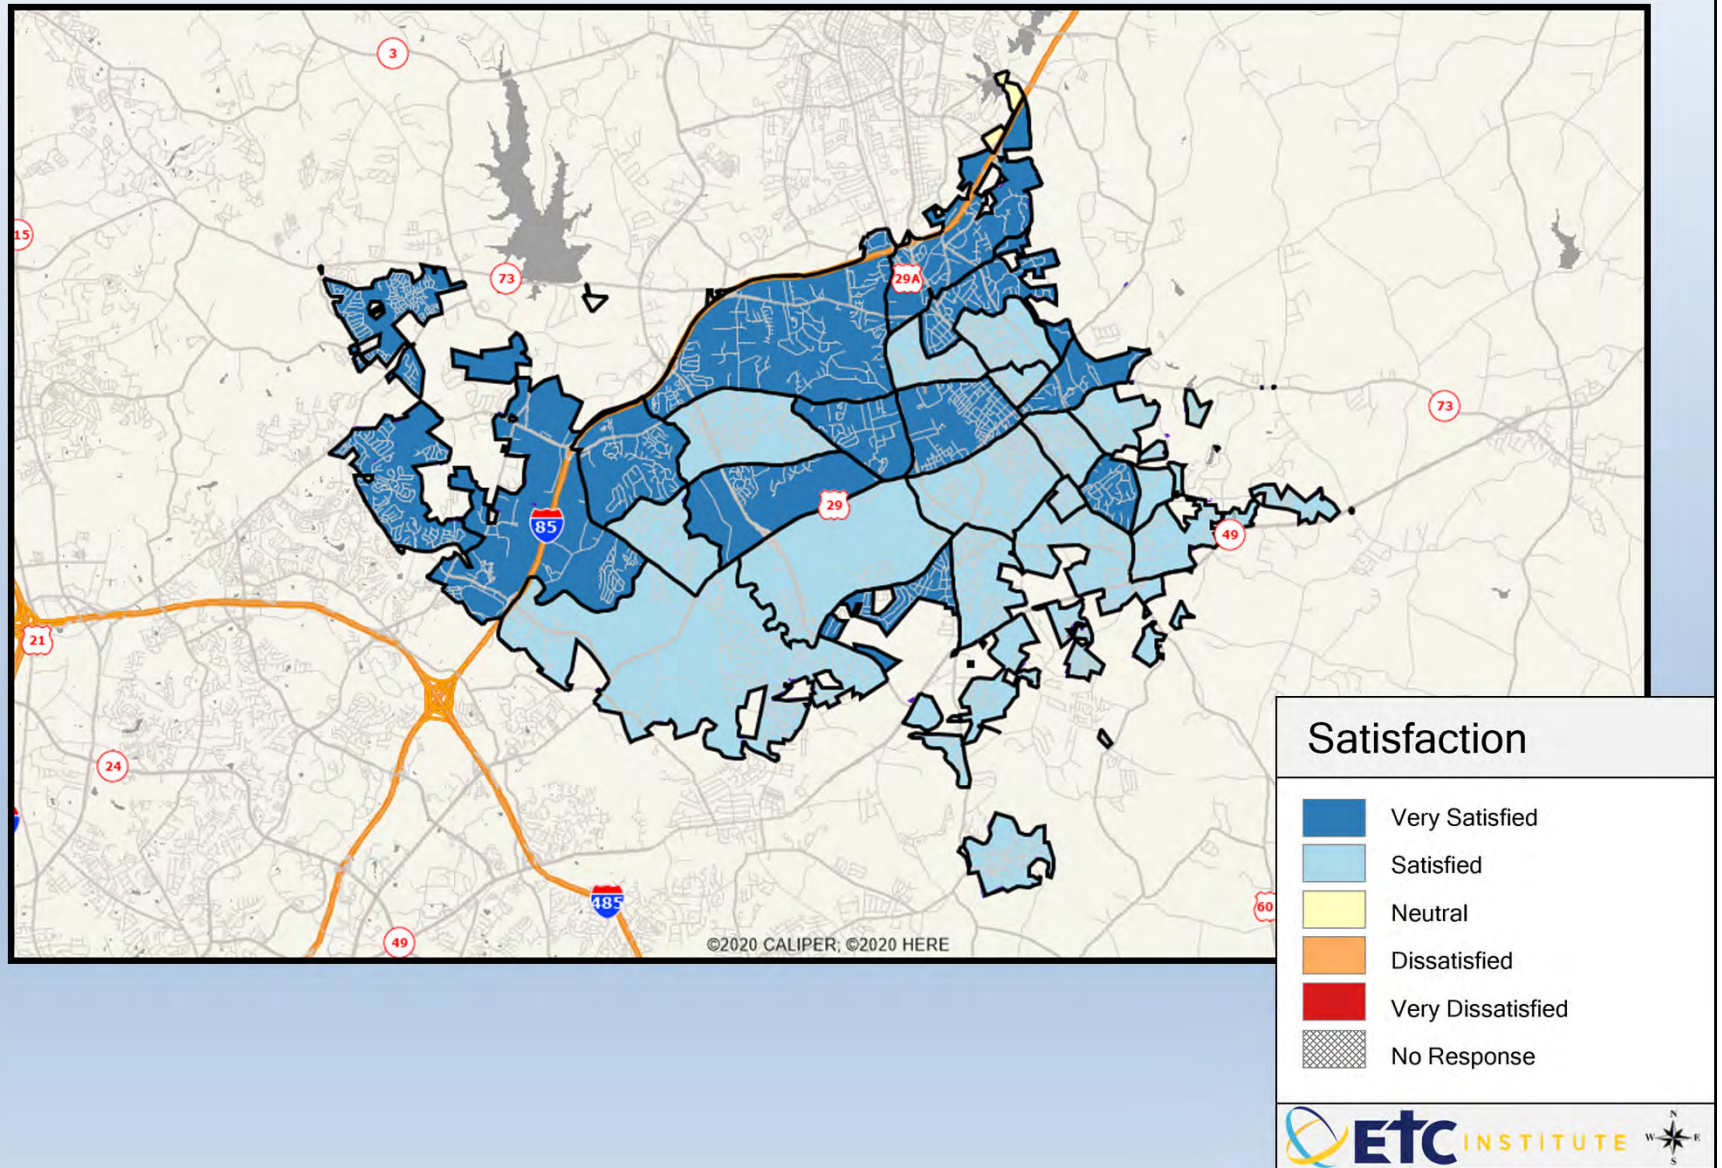 3
15
73
29A
73
29
85
49
21
24
485
49
60
©2020 CALIPER; ©2020 HERE
Satisfaction
Very Satisfied
Satisfied
Neutral
Dissatisfied
Very Dissatisfied
No Response
ETC INSTITUTE
N
W E
S